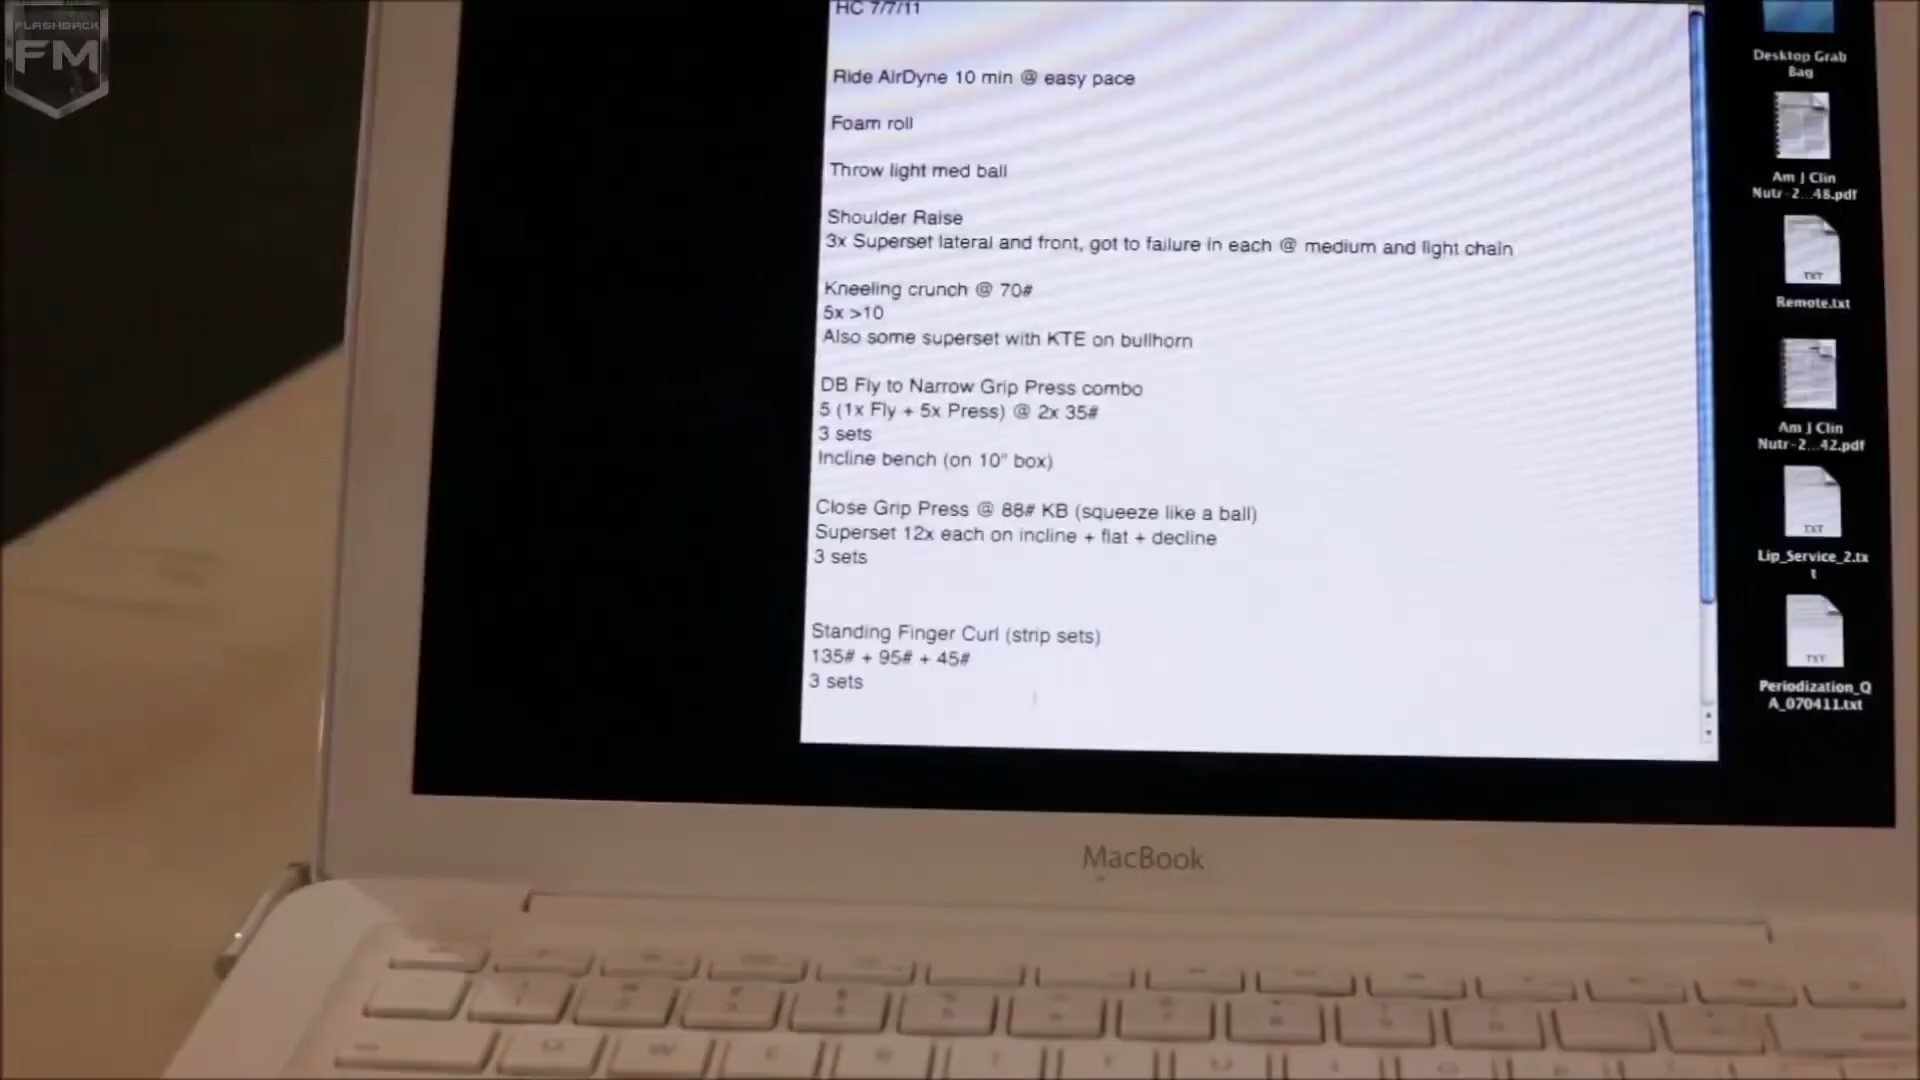 FLASHBACK
FM
HC 7/7/11
Ride AirDyne 10 min @ easy pace
Foam roll
Throw light med ball
Shoulder Raise
3x Superset lateral and front, got to failure in each @ medium and light chain
Kneeling crunch @ 70#
5x >10
Also some superset with KTE on bullhorn
DB Fly to Narrow Grip Press combo
5 (1x Fly + 5x Press) @ 2x 35#
3 sets
Incline bench (on 10" box)
Close Grip Press @ 88# KB (squeeze like a ball)
Superset 12x each on incline + flat + decline
3 sets
Standing Finger Curl (strip sets)
135# + 95# + 45#
3 sets
Desktop Grab
Bag
Am J Clin
Nutr-2...48.pdf
TXT
Remote.txt
Am J Clin
Nutr-2...42.pdf
TXT
Lip_Service_2.tx
t
TXT
Periodization_Q
A_070411.txt
MacBook